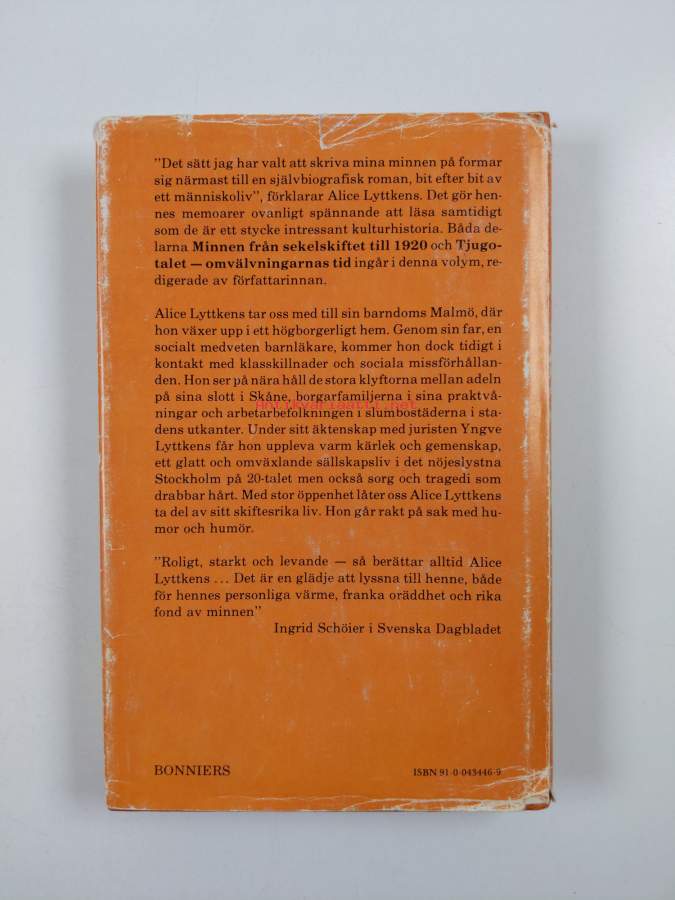 "Det sätt jag har valt att skriva mina minnen på formar
sig närmast till en självbiografisk roman, bit efter bit av
ett människoliv", förklarar Alice Lyttkens. Det gör hen-
nes memoarer ovanligt spännande att läsa samtidigt
som de är ett stycke intressant kulturhistoria. Båda de-
larna Minnen från sekelskiftet till 1920 och Tjugo-
talet — omvälvningarnas tid ingår i denna volym, re-
digerade av författarinnan.
Alice Lyttkens tar oss med till sin barndoms Malmö, där
hon växer upp i ett högborgerligt hem. Genom sin far, en
socialt medveten barnläkare, kommer hon dock tidigt i
kontakt med klasskillnader och sociala missförhållan-
den. Hon ser på nära håll de stora klyftorna mellan adeln
på sina slott i Skåne, borgarfamiljerna i sina praktvå-
Antikvariaatti.net
ningar och arbetarbefolkningen i slumbostäderna i sta-
dens utkanter. Under sitt äktenskap med juristen Yngve
Lyttkens får hon uppleva varm kärlek och gemenskap,
ett glatt och omväxlande sällskapsliv i det nöjeslystna
Stockholm på 20-talet men också sorg och tragedi som
drabbar hårt. Med stor öppenhet låter oss Alice Lyttkens
ta del av sitt skiftesrika liv. Hon går rakt på sak med hu-
mor och humör.
"Roligt, starkt och levande — så berättar alltid Alice
Lyttkens ... Det är en glädje att lyssna till henne, både
för hennes personliga värme, franka oräddhet och rika
fond av minnen"
Ingrid Schöier i Svenska Dagbladet
BONNIERS
ISBN 91-0-043446-9